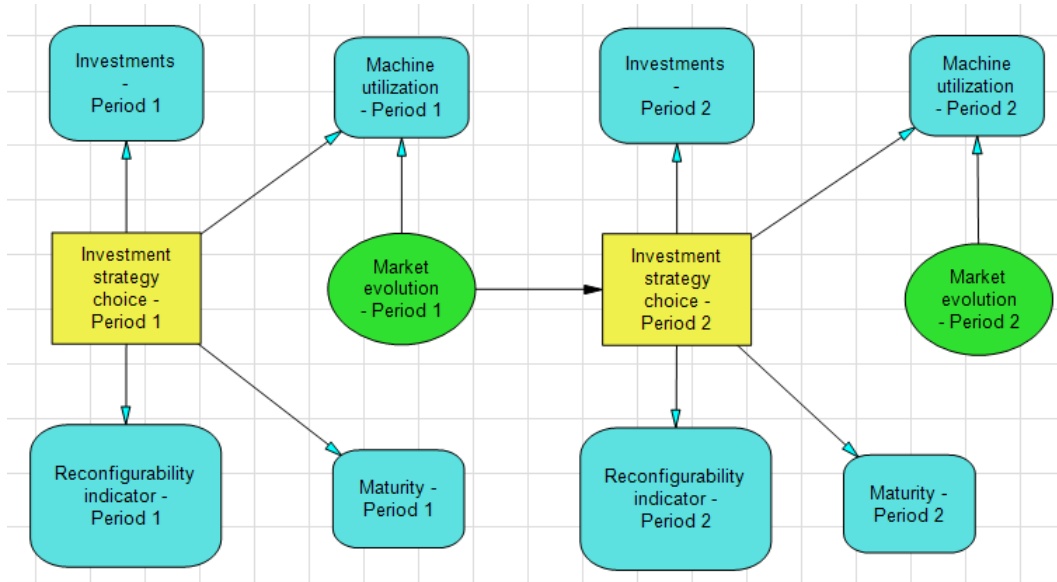 Investments
-
Period 1
Machine
utilization
- Period 1
Investments
-
Period 2
Machine
utilization
- Period 2
Investment
strategy
choice -
Period 1
Market
evolution
- Period 1
Investment
strategy
choice -
Period 2
Market
evolution
- Period 2
Reconfigurability
indicator -
Period 1
Maturity -
Period 1
Reconfigurability
indicator -
Period 2
Maturity -
Period 2